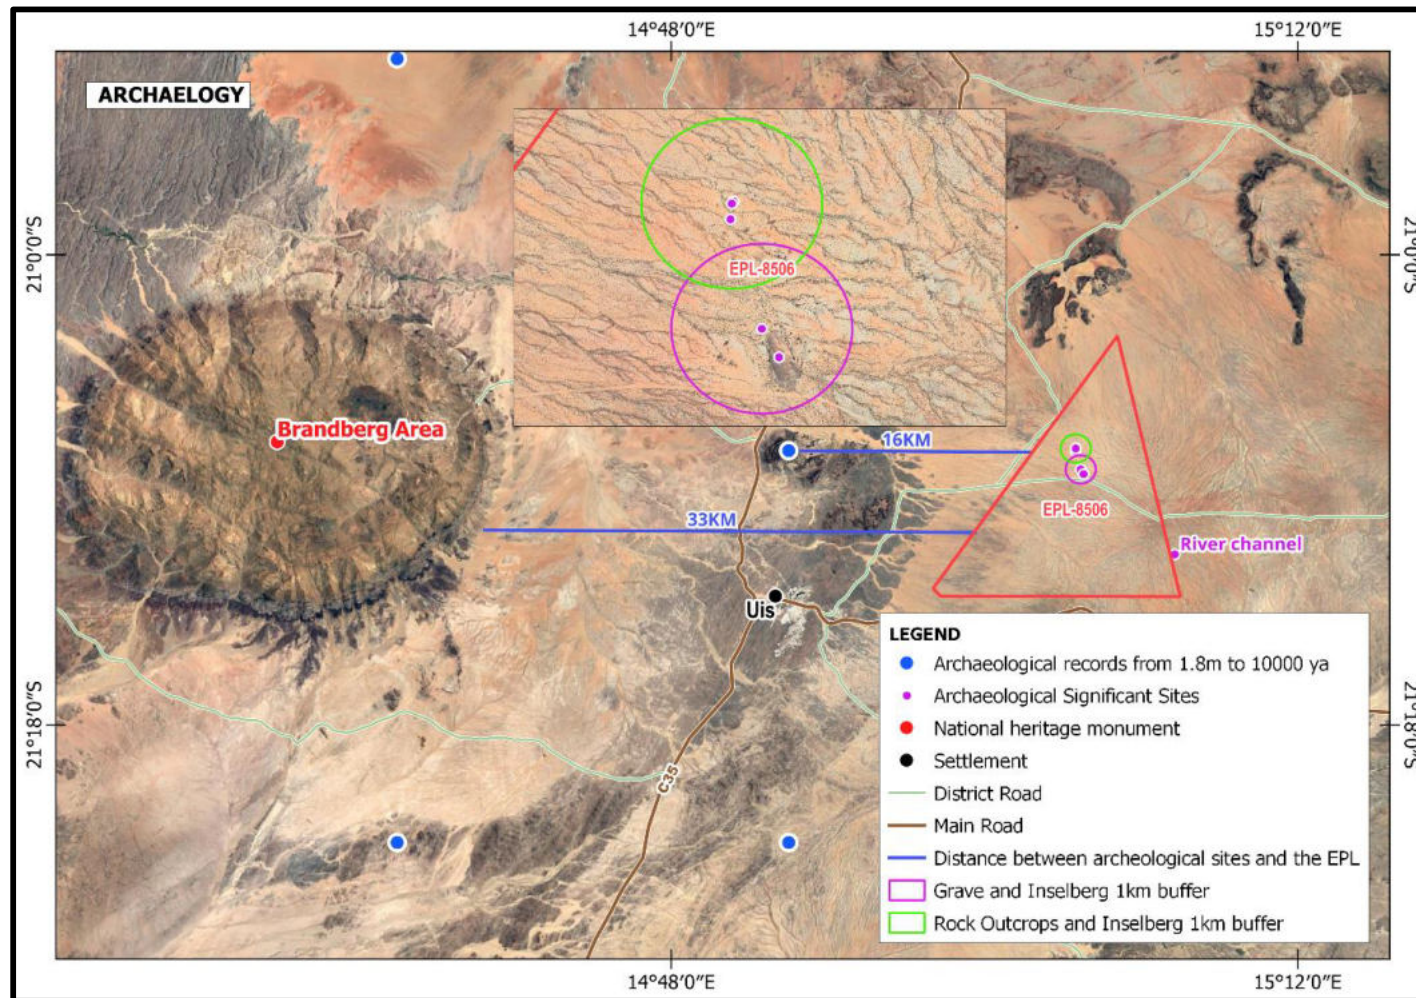 14°48′0″E
15°12′0″E
ARCHAELOGY
21°0′0″S
21°0′0″S
EPL-8506
Brandberg Area
16KM
33KM
EPL-8506
River channel
Uis
C35
LEGEND
Archaeological records from 1.8m to 10000 ya
Archaeological Significant Sites
National heritage monument
Settlement
District Road
Main Road
Distance between archeological sites and the EPL
Grave and Inselberg 1km buffer
Rock Outcrops and Inselberg 1km buffer
21°18′0″S
21°18′0″S
14°48′0″E
15°12′0″E